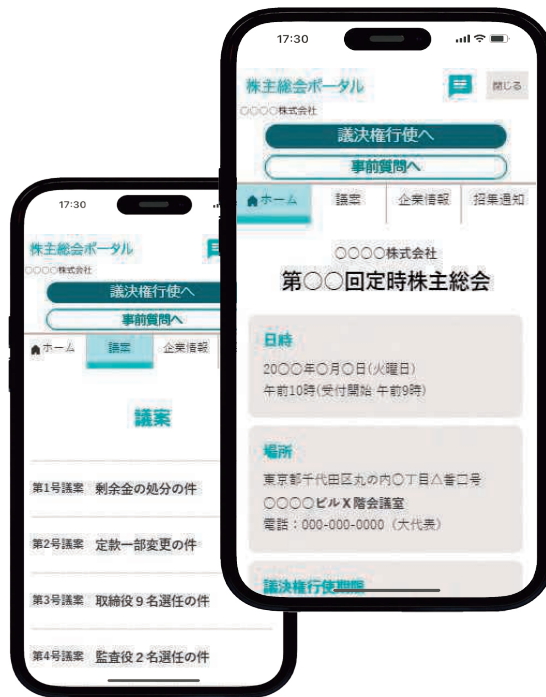 17:30
株主総会ポータル
閉じる
○○○○株式会社
議決権行使へ
事前質問へ
ホーム 議案 企業情報 招集通知
○○○○株式会社
第○○回定時株主総会
日時
20○○年○月○日(火曜日)
午前10時(受付開始 午前9時)
場所
東京都千代田区丸の内○丁目△番□号
○○○○ビルX階会議室
電話：000-000-0000（大代表）
議決権行使期限
17:30
株主総会ポータル
○○○○株式会社
議決権行使へ
事前質問へ
ホーム 議案 企業情報
議案
第1号議案 剰余金の処分の件
第2号議案 定款一部変更の件
第3号議案 取締役9名選任の件
第4号議案 監査役2名選任の件